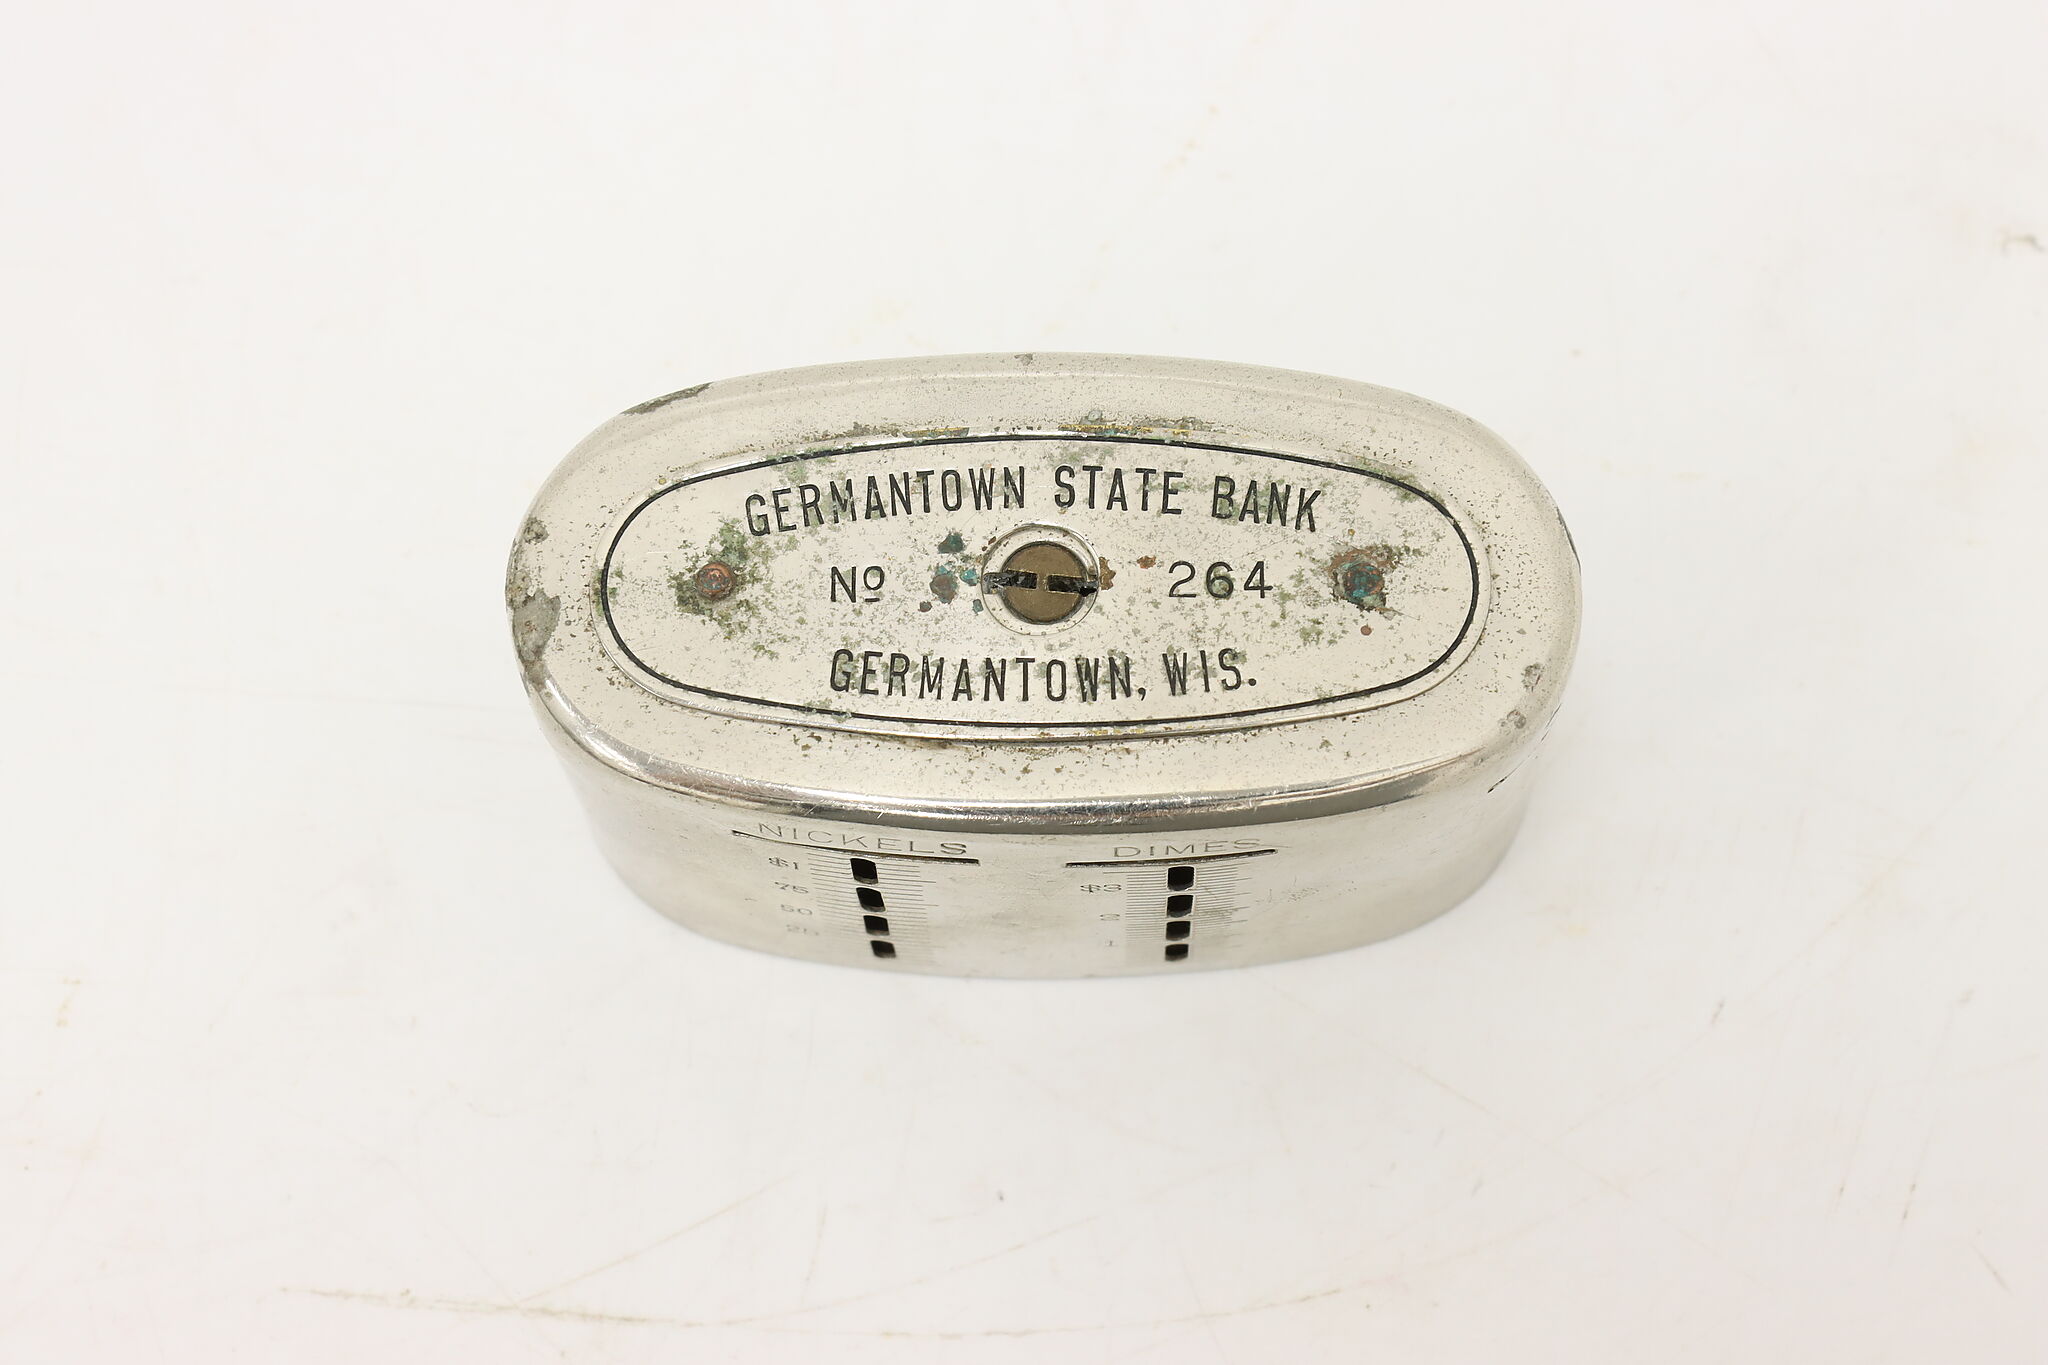 GERMANTOWN STATE BANK
Nº 264
GERMANTOWN, WIS.
NICKELS DIMES
$1 $3
75
50 2
25 1